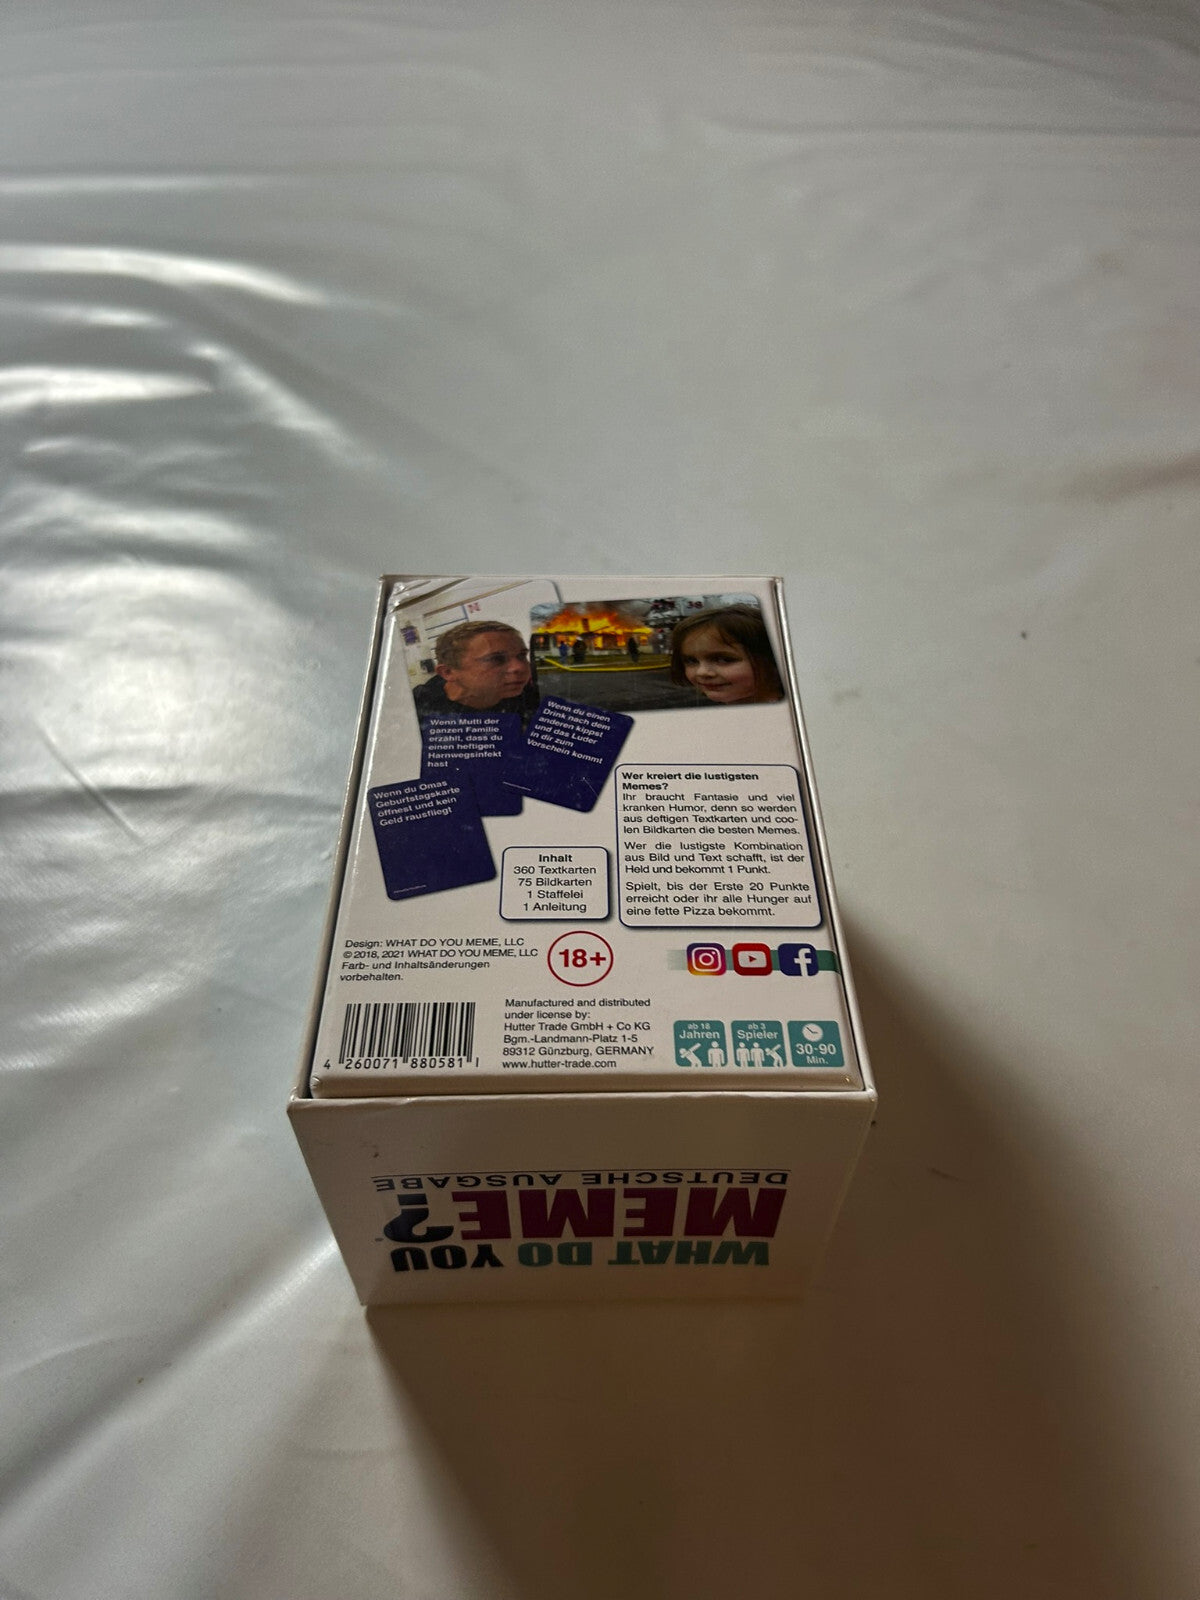 Wenn Mutti der
ganzen Familie
erzählt, dass du
einen heftigen
Harnwegsinfekt
hast
Wenn du einen
Drink nach dem
anderen kippst
und das Luder
in dir zum
Vorschein kommt
Wenn du Omas
Geburtstagskarte
öffnest und kein
Geld rausfliegt
Wer kreiert die lustigsten
Memes?
Ihr braucht Fantasie und viel
kranken Humor, denn so werden
aus deftigen Textkarten und coo-
len Bildkarten die besten Memes.
Wer die lustigste Kombination
aus Bild und Text schafft, ist der
Held und bekommt 1 Punkt.
Spielt, bis der Erste 20 Punkte
erreicht oder ihr alle Hunger auf
eine fette Pizza bekommt.
Inhalt
360 Textkarten
75 Bildkarten
1 Staffelei
1 Anleitung
Design: WHAT DO YOU MEME, LLC
© 2018, 2021 WHAT DO YOU MEME, LLC
Farb- und Inhaltsänderungen
vorbehalten.
18+
4 260071 880581
Manufactured and distributed
under license by:
Hutter Trade GmbH + Co KG
Bgm.-Landmann-Platz 1-5
89312 Günzburg, GERMANY
www.hutter-trade.com
ab 18
Jahren
ab 3
Spieler
30-90
Min.
WHAT DO YOU
MEME?
DEUTSCHE AUSGABE